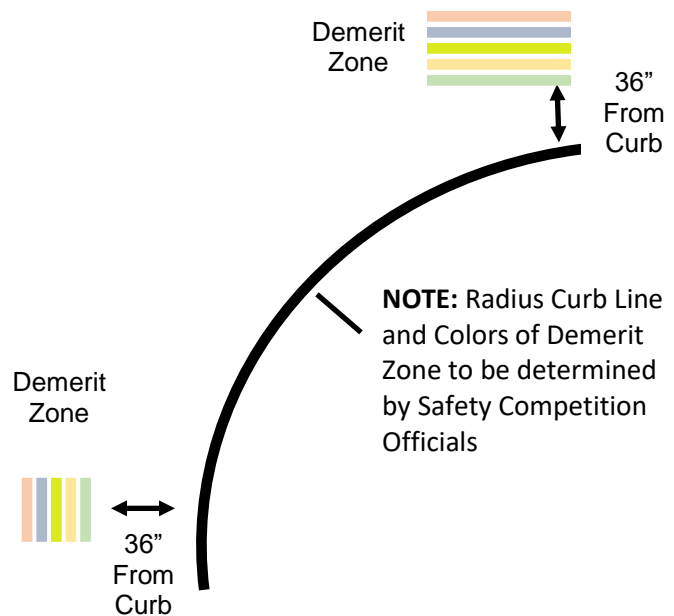 Demerit
Zone
36”
From
Curb
NOTE: Radius Curb Line
and Colors of Demerit
Zone to be determined
by Safety Competition
Officials
Demerit
Zone
36”
From
Curb